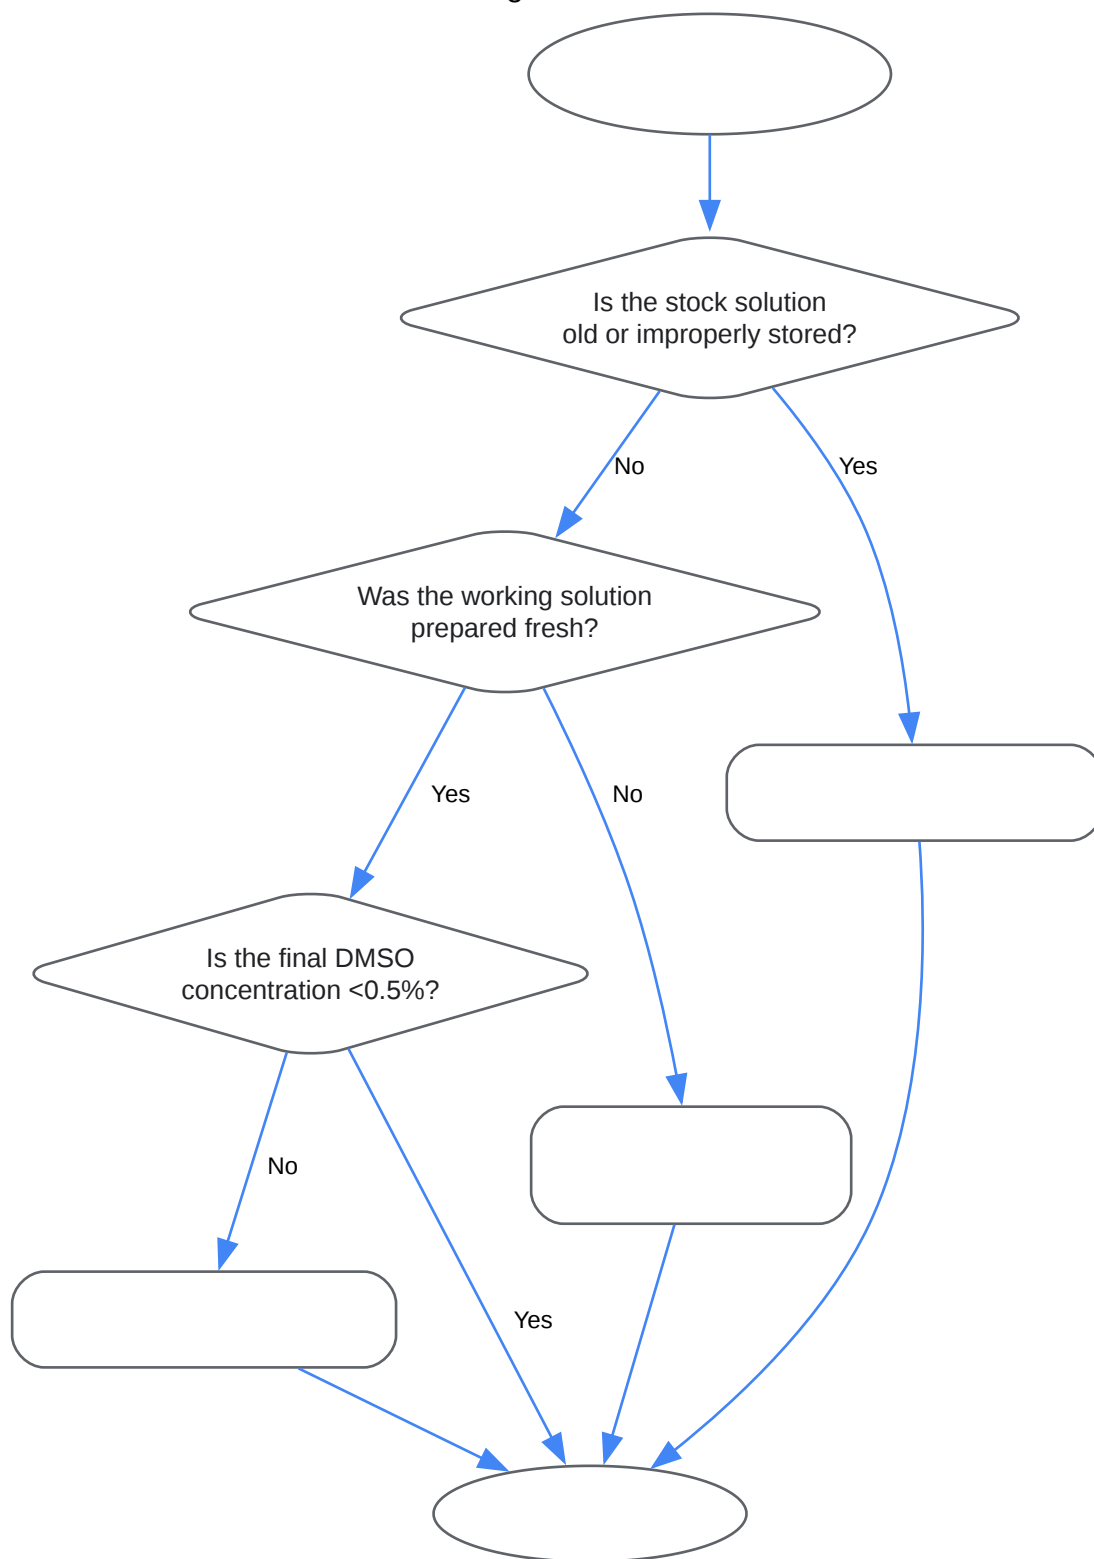 Is the stock solution
old or improperly stored?
No
Yes
Was the working solution
prepared fresh?
Yes
No
Is the final DMSO
concentration <0.5%?
No
Yes